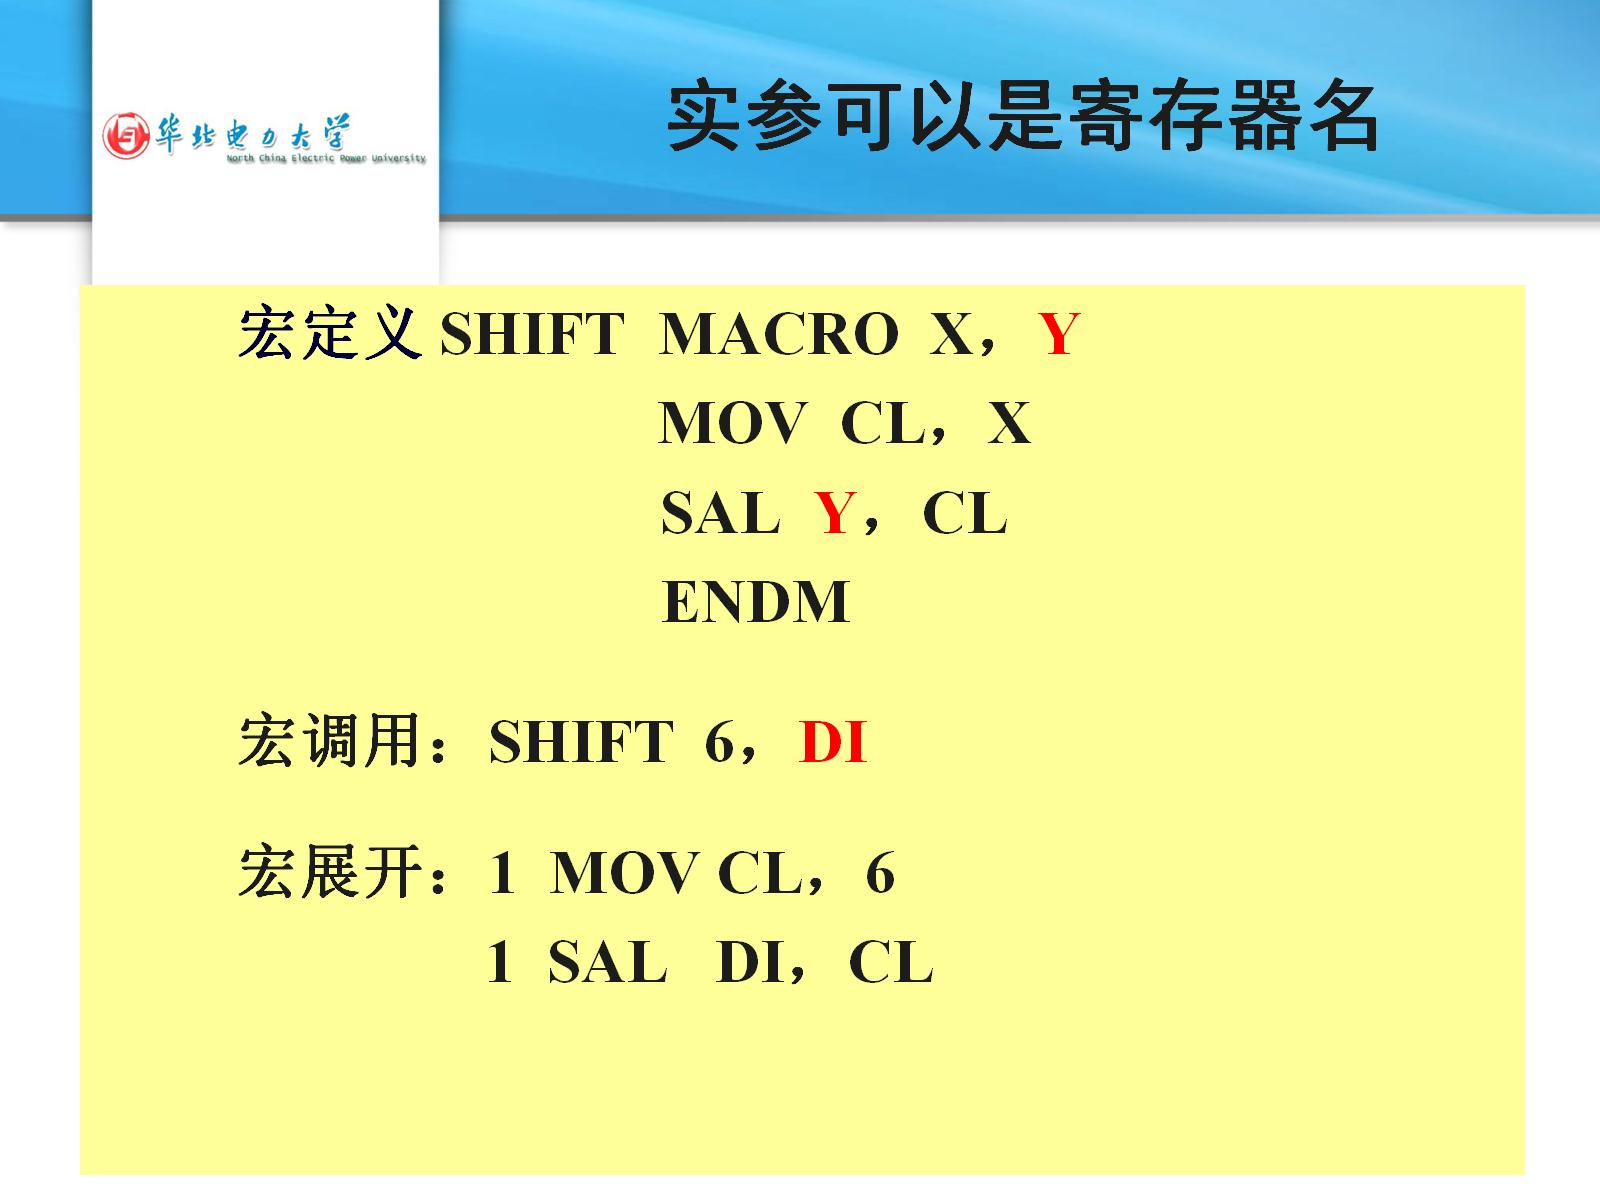 华北电力大学
North China Electric Power University
实参可以是寄存器名
宏定义 SHIFT MACRO X，Y
MOV CL，X
SAL Y，CL
ENDM
宏调用：SHIFT 6，DI
宏展开：1 MOV CL，6
1 SAL DI，CL